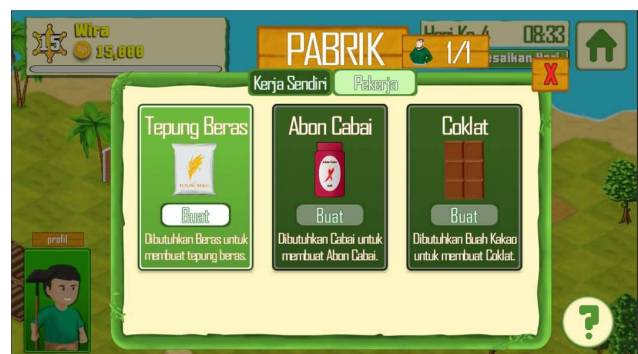 15
Wira
15,000
PABRIK
1/1
Hari Ke 4
08:33
esaikan Hari
X
Kerja Sendiri
Pekerja
Tepung Beras
TEPUNG BERAS
Buat
Dibutuhkan Beras untuk
membuat tepung beras.
Abon Cabai
Buat
Dibutuhkan Cabai untuk
membuat Abon Cabai.
Coklat
Buat
Dibutuhkan Buah Kakao
untuk membuat Coklat.
profil
?